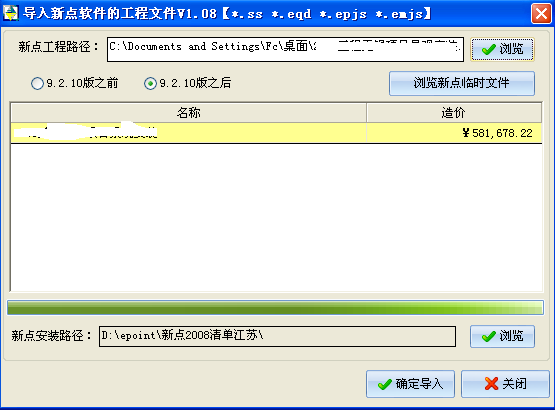 导入新点软件的工程文件V1.08【*.ss *.eqd *.epjs *.emjs】
新点工程路径： C:\Documents and Settings\Fc\桌面\ 浏览
9.2.10版之前 9.2.10版之后 浏览新点临时文件
名称 造价
￥581,678.22
新点安装路径： D:\epoint\新点2008清单江苏\ 浏览
确定导入 关闭